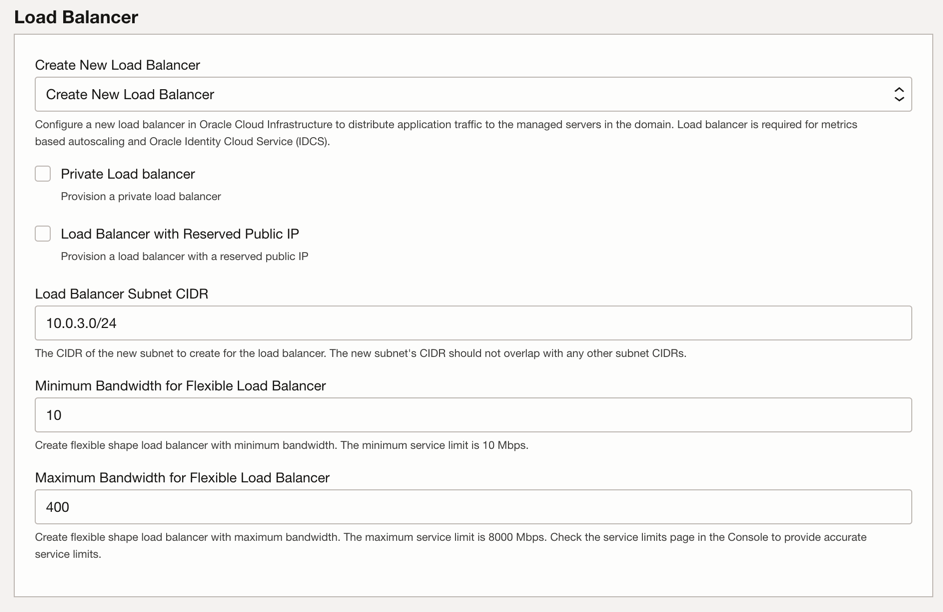 Load Balancer
Create New Load Balancer
Create New Load Balancer
Configure a new load balancer in Oracle Cloud Infrastructure to distribute application traffic to the managed servers in the domain. Load balancer is required for metrics
based autoscaling and Oracle Identity Cloud Service (IDCS).
Private Load balancer
Provision a private load balancer
Load Balancer with Reserved Public IP
Provision a load balancer with a reserved public IP
Load Balancer Subnet CIDR
10.0.3.0/24
The CIDR of the new subnet to create for the load balancer. The new subnet's CIDR should not overlap with any other subnet CIDRs.
Minimum Bandwidth for Flexible Load Balancer
10
Create flexible shape load balancer with minimum bandwidth. The minimum service limit is 10 Mbps.
Maximum Bandwidth for Flexible Load Balancer
400
Create flexible shape load balancer with maximum bandwidth. The maximum service limit is 8000 Mbps. Check the service limits page in the Console to provide accurate
service limits.